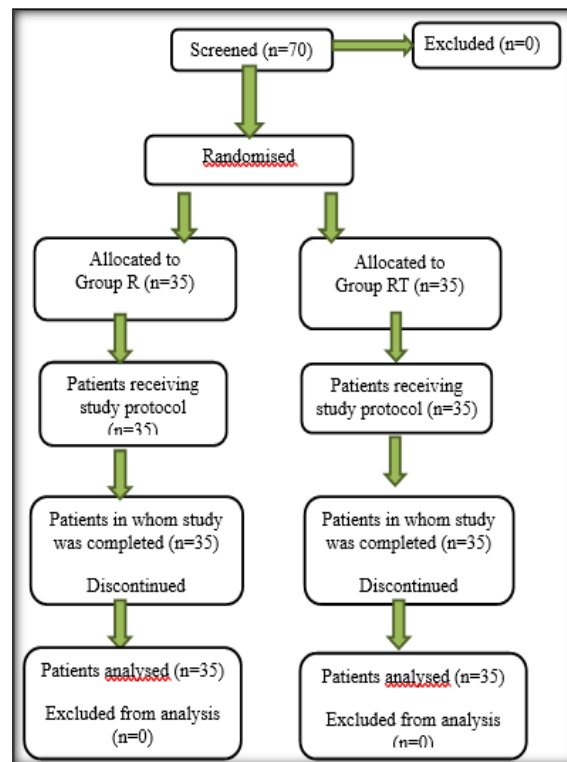 Screened (n=70)
Excluded (n=0)
Randomised
Allocated to
Group R (n=35)
Allocated to
Group RT (n=35)
Patients receiving
study protocol
(n=35)
Patients receiving
study protocol (n=35)
Patients in whom study
was completed (n=35)
Discontinued
Patients in whom study
was completed (n=35)
Discontinued
Patients analysed (n=35)
Excluded from analysis
(n=0)
Patients analysed (n=35)
Excluded from analysis
(n=0)